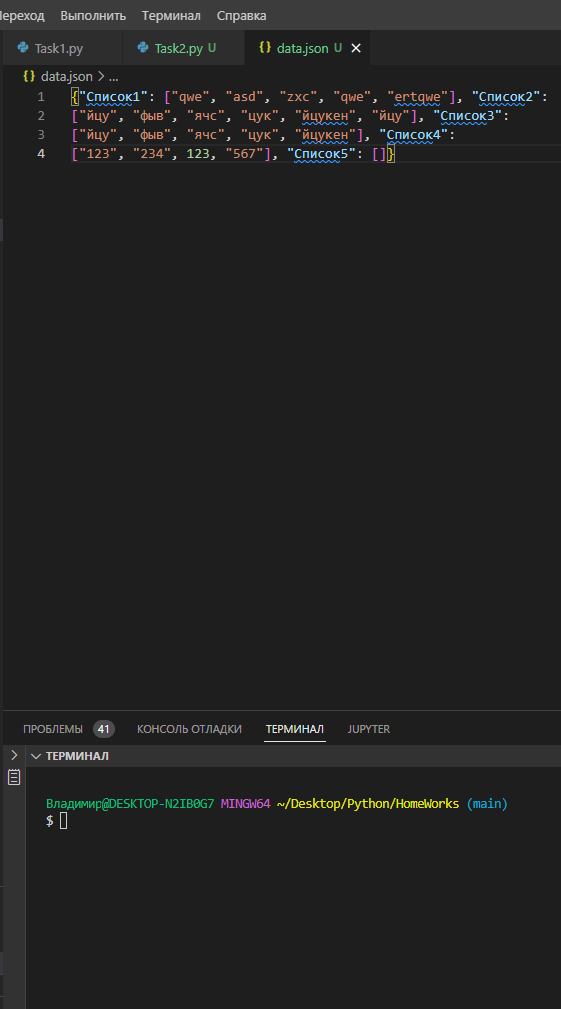 Переход Выполнить Терминал Справка
Task1.py Task2.py U {} data.json U ✕
{} data.json > ...
1 {"Список1": ["qwe", "asd", "zxc", "qwe", "ertqwe"], "Список2":
2 ["йцу", "фыв", "ячс", "цук", "йцукен", "йцу"], "Список3":
3 ["йцу", "фыв", "ячс", "цук", "йцукен"], "Список4":
4 ["123", "234", 123, "567"], "Список5": []}
ПРОБЛЕМЫ 41 КОНСОЛЬ ОТЛАДКИ ТЕРМИНАЛ JUPYTER
ТЕРМИНАЛ
Владимир@DESKTOP-N2IB0G7 MINGW64 ~/Desktop/Python/HomeWorks (main)
$